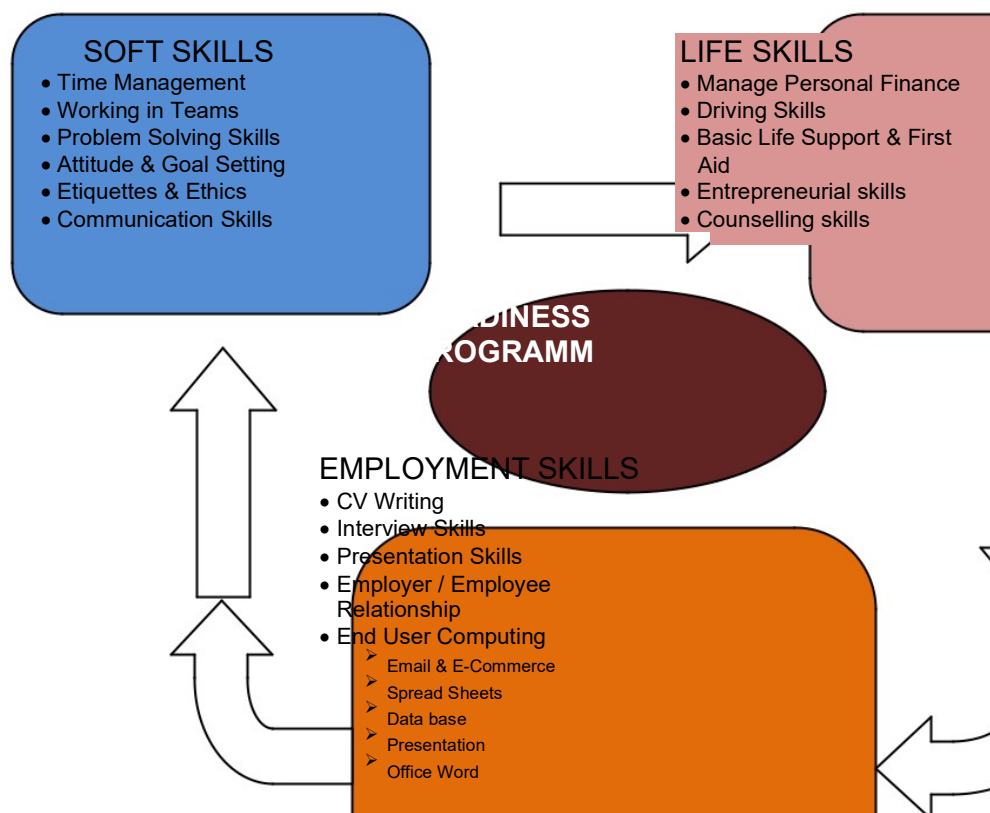 SOFT SKILLS
• Time Management
• Working in Teams
• Problem Solving Skills
• Attitude & Goal Setting
• Etiquettes & Ethics
• Communication Skills
LIFE SKILLS
• Manage Personal Finance
• Driving Skills
• Basic Life Support & First
Aid
• Entrepreneurial skills
• Counselling skills
ADINESS
ROGRAMM
EMPLOYMENT SKILLS
• CV Writing
• Interview Skills
• Presentation Skills
• Employer / Employee
Relationship
• End User Computing
➢ Email & E-Commerce
➢ Spread Sheets
➢ Data base
➢ Presentation
➢ Office Word